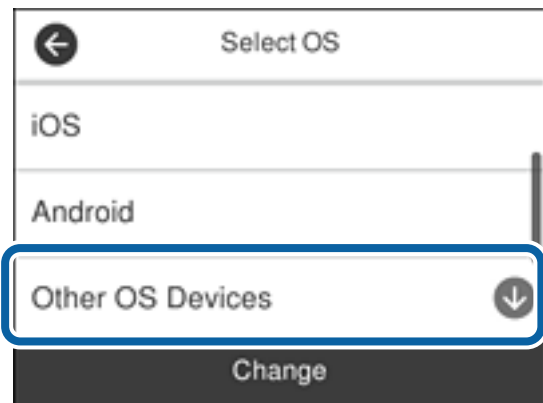 Select OS
iOS
Android
Other OS Devices
Change